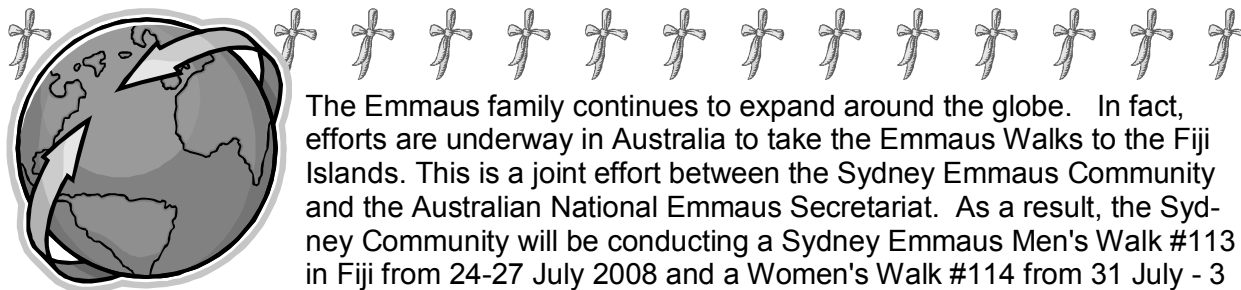 The Emmaus family continues to expand around the globe.   In fact,
efforts are underway in Australia to take the Emmaus Walks to the Fiji
Islands. This is a joint effort between the Sydney Emmaus Community
and the Australian National Emmaus Secretariat.  As a result, the Syd-
ney Community will be conducting a Sydney Emmaus Men's Walk #113
in Fiji from 24-27 July 2008 and a Women's Walk #114 from 31 July - 3